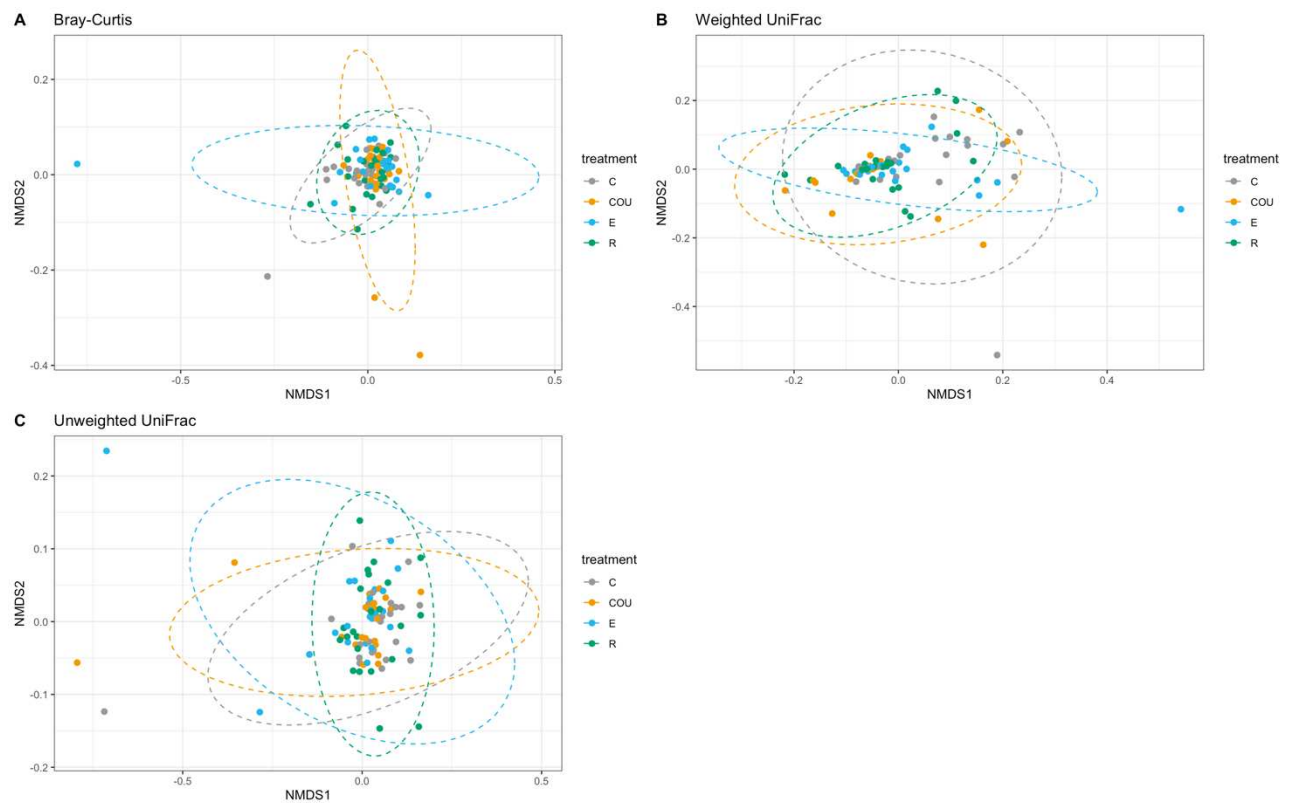 A Bray-Curtis
0.2
0.0
-0.2
-0.4
NMDS2
-0.5 0.0 0.5
NMDS1
treatment
C
COU
E
R
B Weighted UniFrac
0.2
0.0
-0.2
-0.4
NMDS2
-0.2 0.0 0.2 0.4
NMDS1
treatment
C
COU
E
R
C Unweighted UniFrac
0.2
0.1
0.0
-0.1
-0.2
NMDS2
-0.5 0.0 0.5
NMDS1
treatment
C
COU
E
R